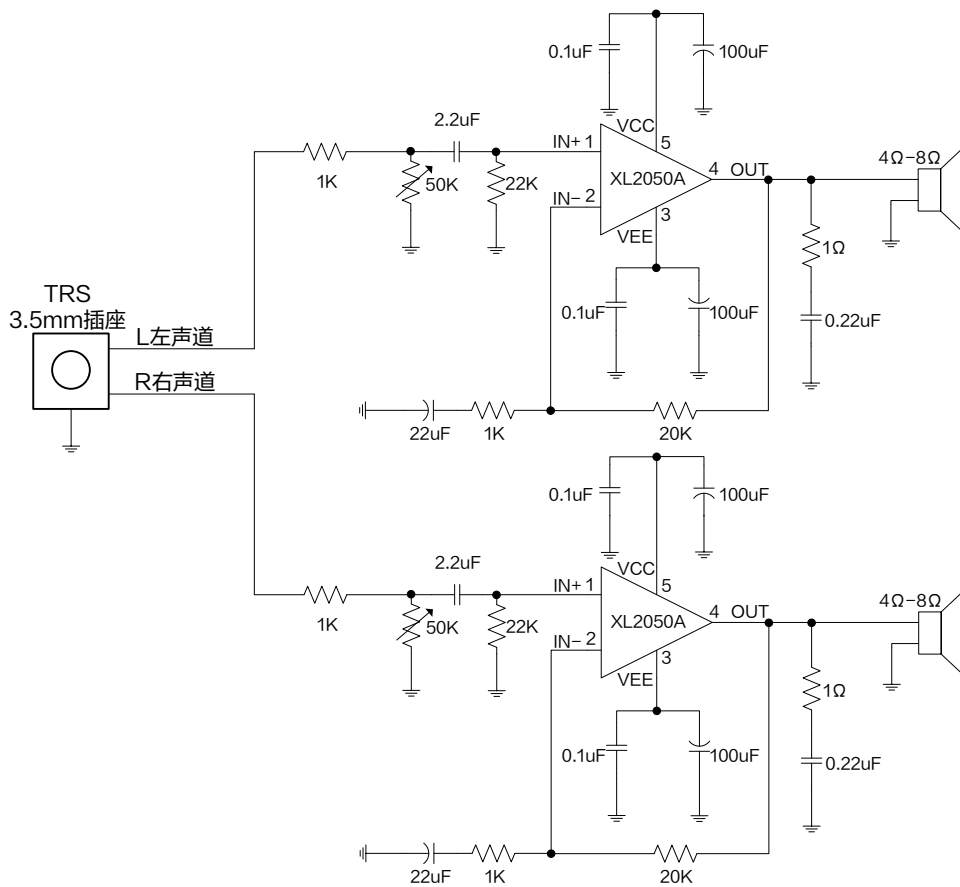 0.1uF
100uF
2.2uF
VCC
5
IN+ 1
1K
50K
22K
XL2050A
4 OUT
4Ω-8Ω
IN- 2
3
VEE
1Ω
0.1uF
100uF
0.22uF
TRS
3.5mm插座
L左声道
R右声道
22uF
1K
20K
0.1uF
100uF
2.2uF
VCC
5
IN+ 1
1K
50K
22K
XL2050A
4 OUT
4Ω-8Ω
IN- 2
3
VEE
1Ω
0.1uF
100uF
0.22uF
22uF
1K
20K